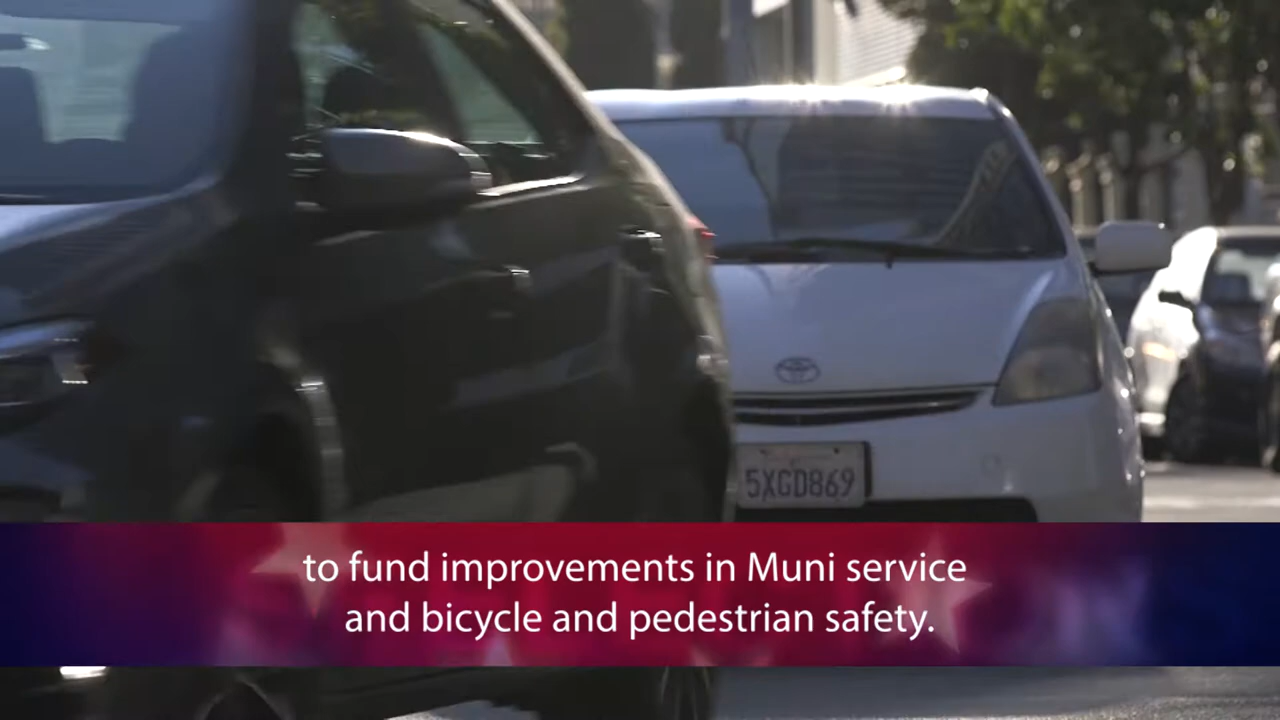 5XGD869
to fund improvements in Muni service
and bicycle and pedestrian safety.